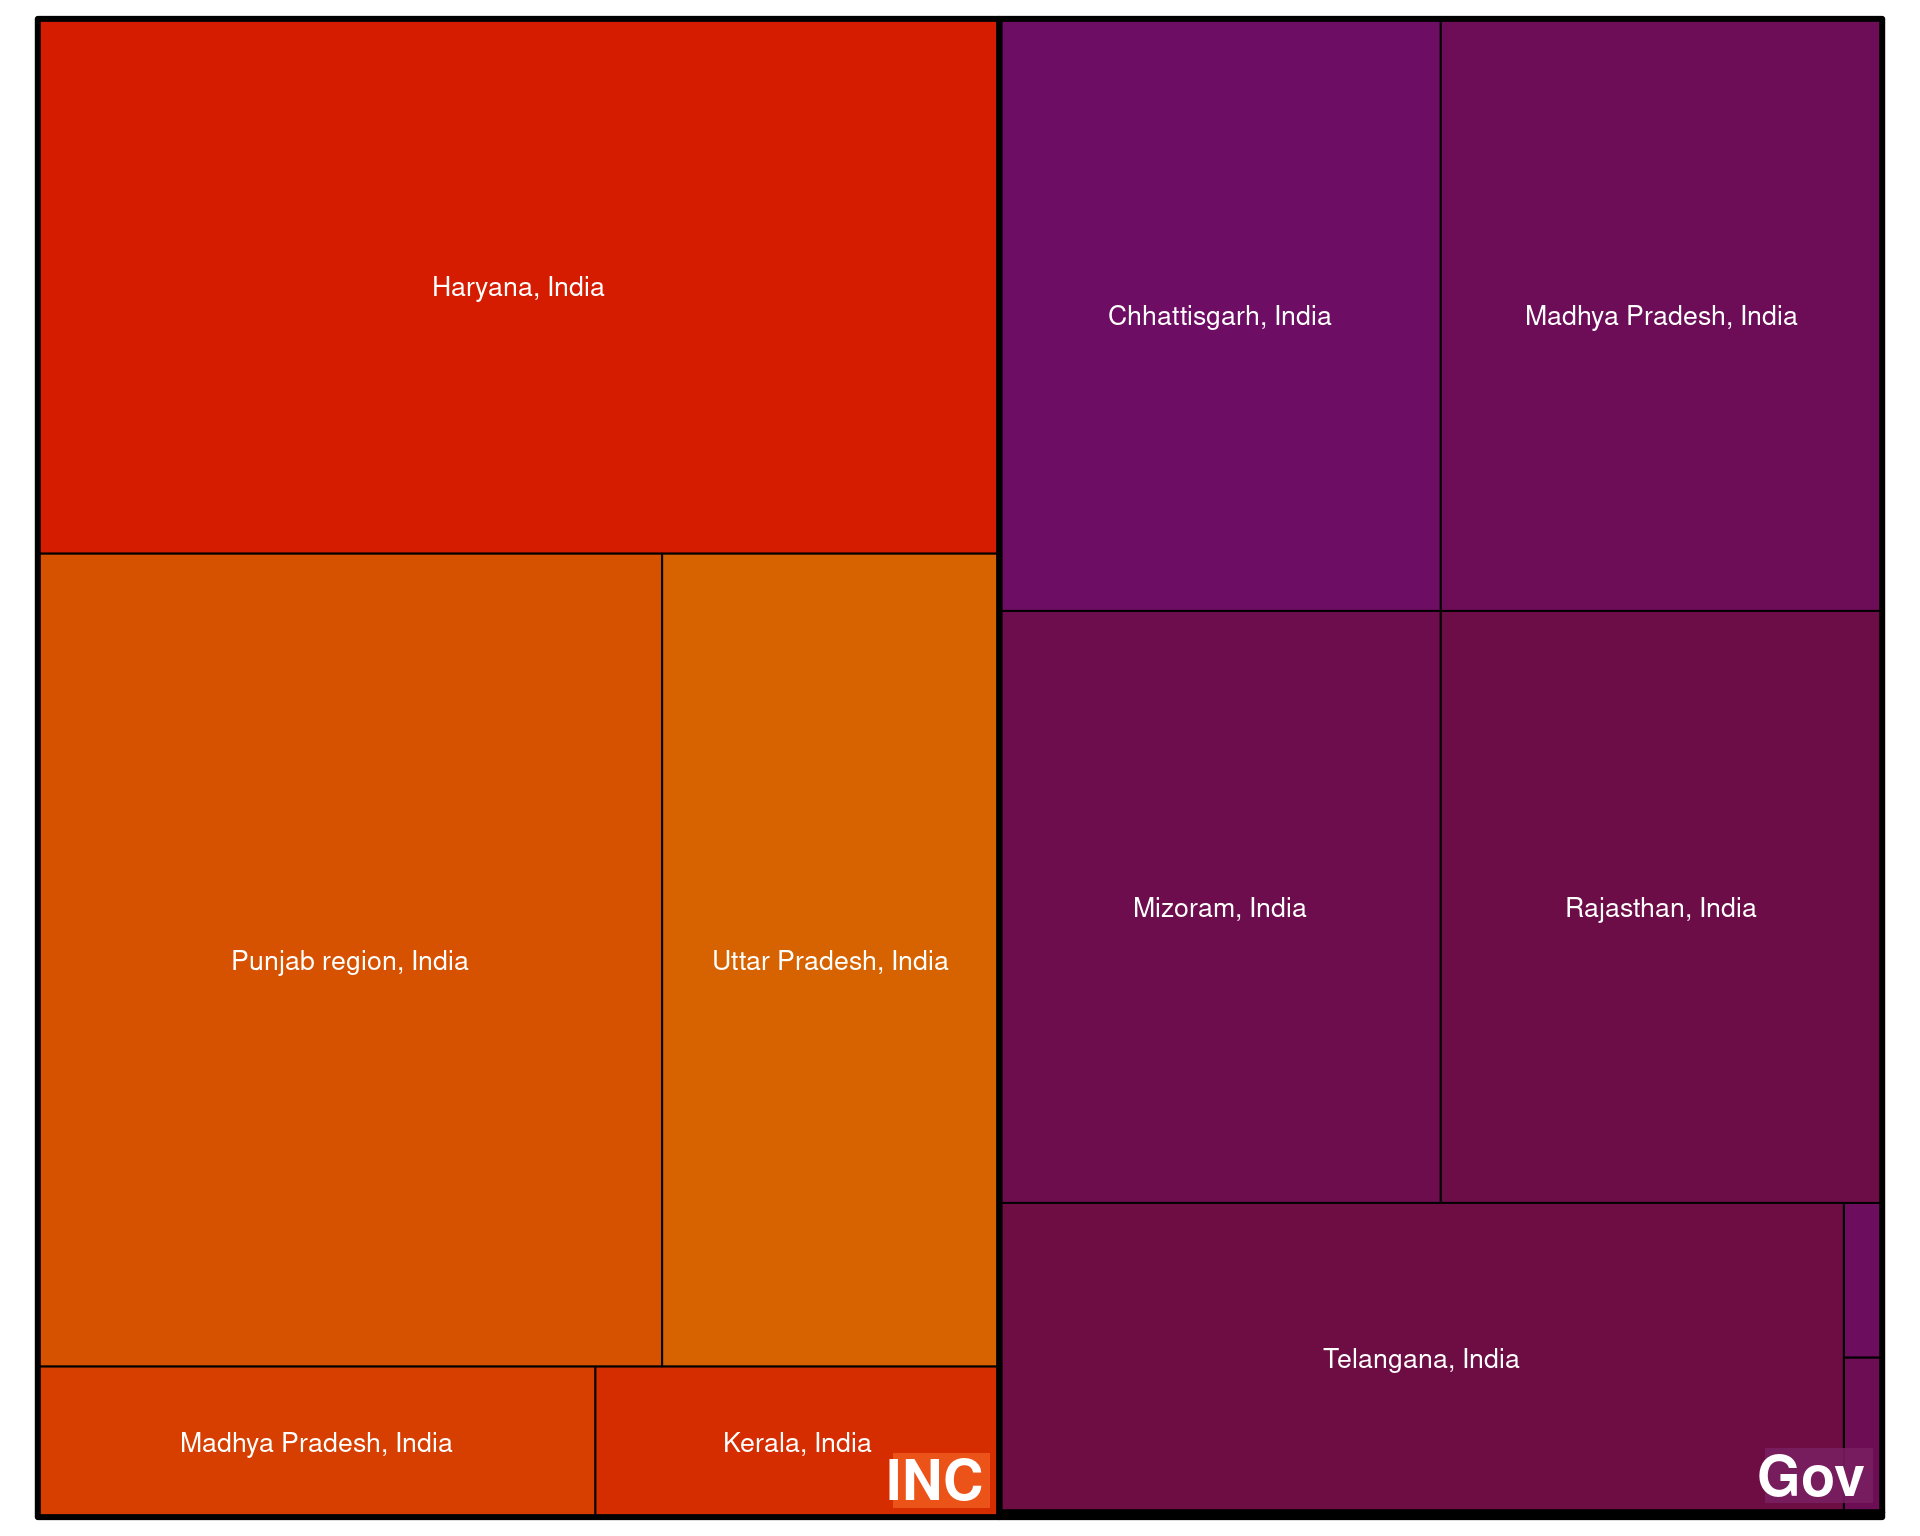 Haryana, India
Chhattisgarh, India
Madhya Pradesh, India
Mizoram, India
Rajasthan, India
Punjab region, India
Uttar Pradesh, India
Telangana, India
Madhya Pradesh, India
Kerala, India
INC
Gov